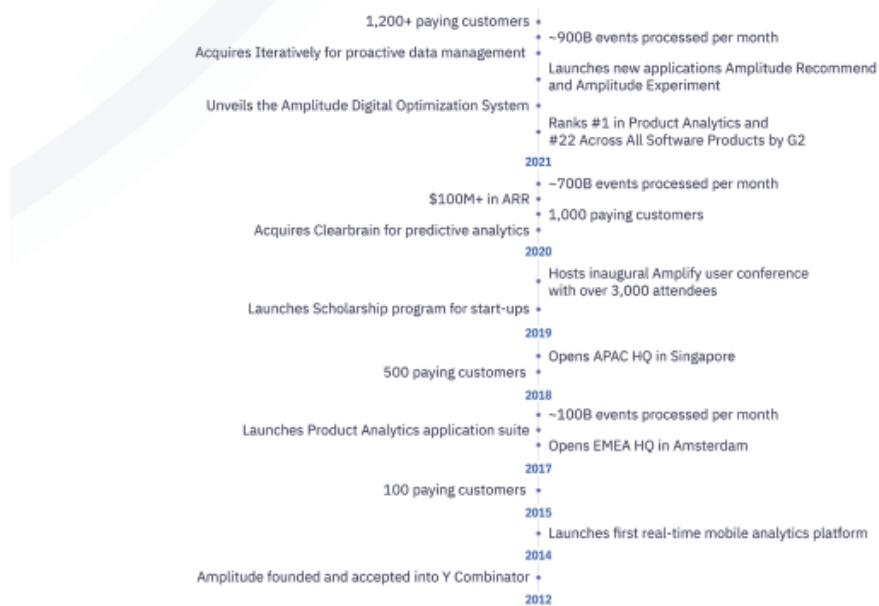 1,200+ paying customers
~900B events processed per month
Acquires Iteratively for proactive data management
Launches new applications Amplitude Recommend
and Amplitude Experiment
Unveils the Amplitude Digital Optimization System
Ranks #1 in Product Analytics and
#22 Across All Software Products by G2
2021
~700B events processed per month
$100M+ in ARR
1,000 paying customers
Acquires Clearbrain for predictive analytics
2020
Hosts inaugural Amplify user conference
with over 3,000 attendees
Launches Scholarship program for start-ups
2019
Opens APAC HQ in Singapore
500 paying customers
2018
~100B events processed per month
Launches Product Analytics application suite
Opens EMEA HQ in Amsterdam
2017
100 paying customers
2015
Launches first real-time mobile analytics platform
2014
Amplitude founded and accepted into Y Combinator
2012